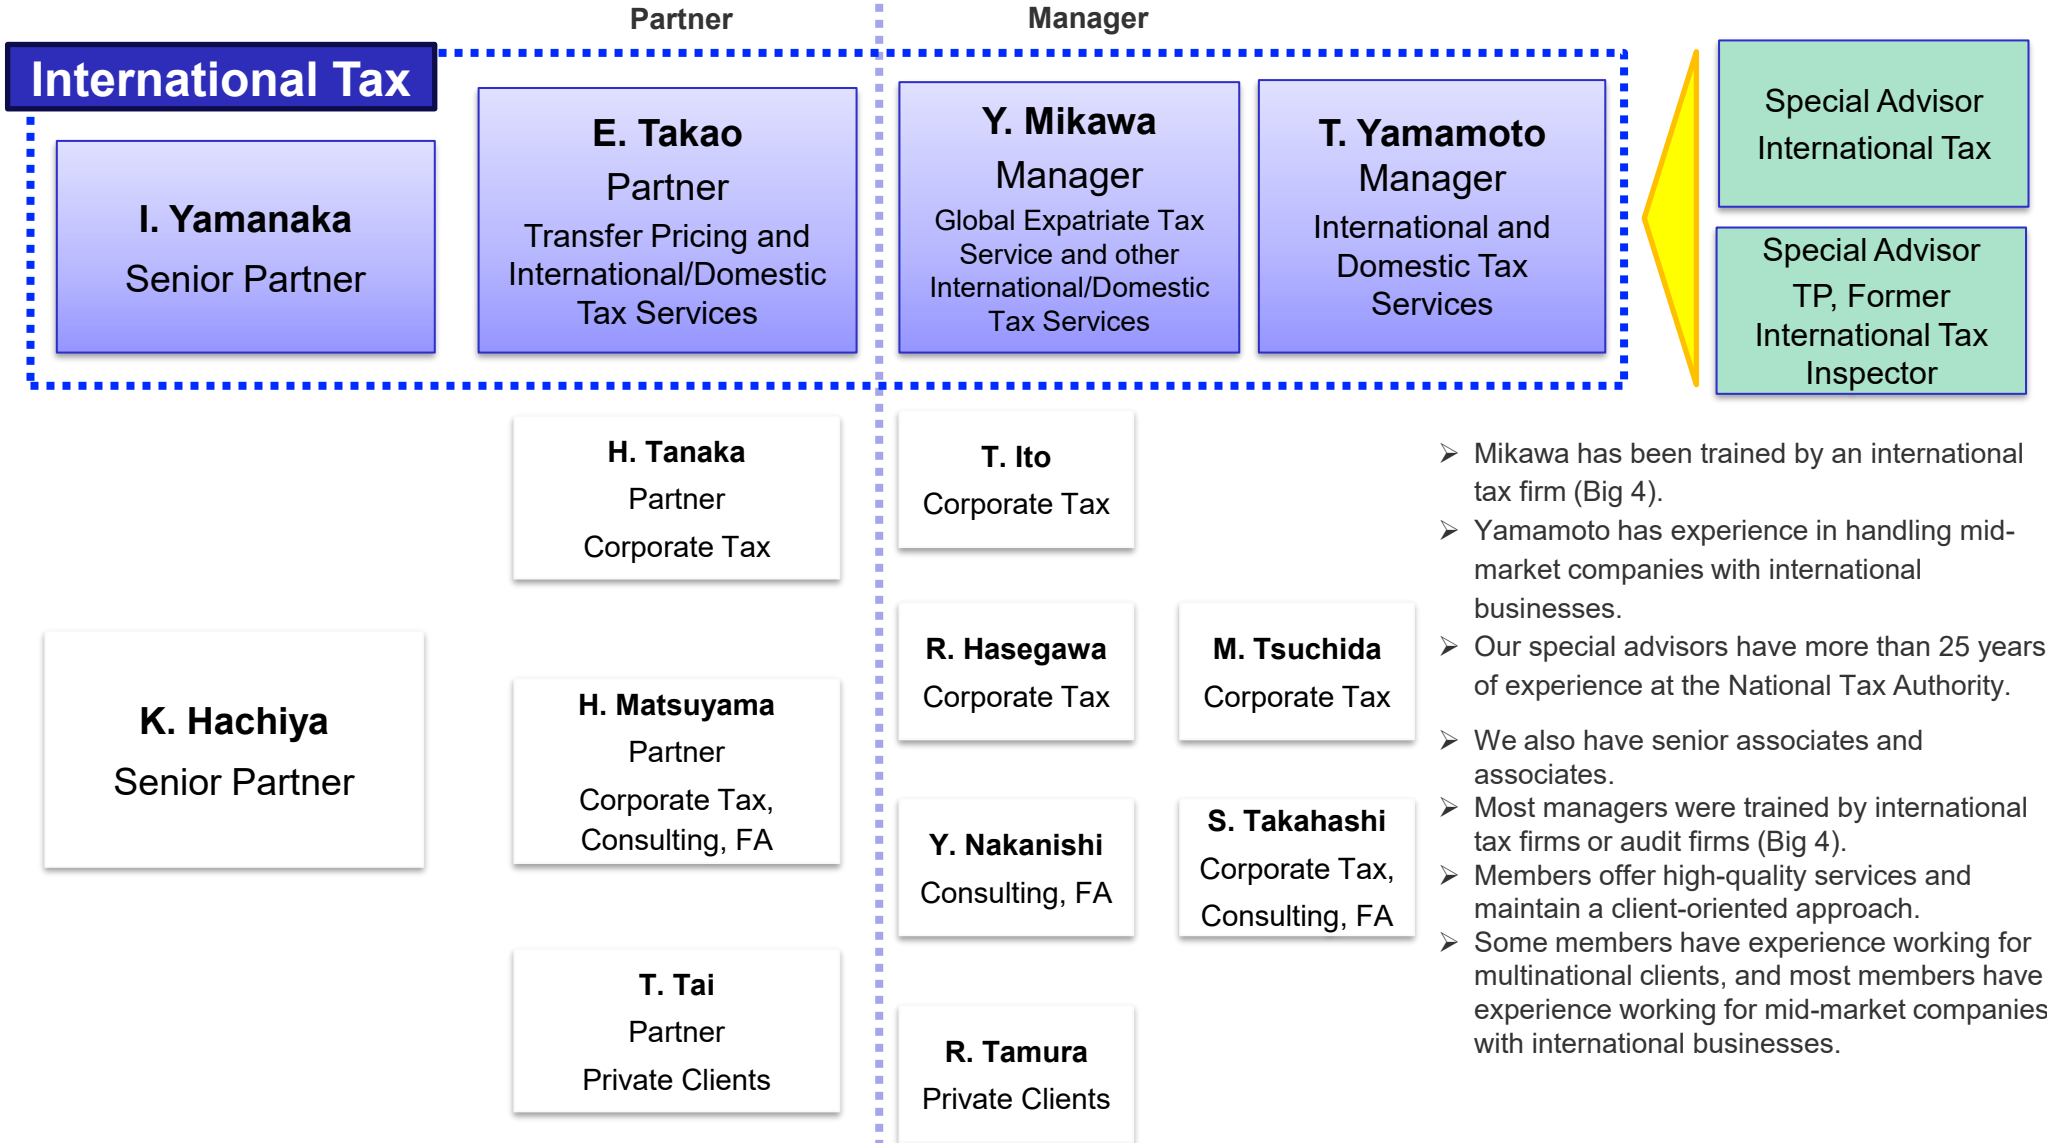 Partner
Manager
International Tax
I. Yamanaka
Senior Partner
E. Takao
Partner
Transfer Pricing and
International/Domestic
Tax Services
Y. Mikawa
Manager
Global Expatriate Tax
Service and other
International/Domestic
Tax Services
T. Yamamoto
Manager
International and
Domestic Tax
Services
Special Advisor
International Tax
Special Advisor
TP, Former
International Tax
Inspector
K. Hachiya
Senior Partner
H. Tanaka
Partner
Corporate Tax
H. Matsuyama
Partner
Corporate Tax,
Consulting, FA
T. Tai
Partner
Private Clients
T. Ito
Corporate Tax
R. Hasegawa
Corporate Tax
M. Tsuchida
Corporate Tax
Y. Nakanishi
Consulting, FA
S. Takahashi
Corporate Tax,
Consulting, FA
R. Tamura
Private Clients
➢ Mikawa has been trained by an international
tax firm (Big 4).
➢ Yamamoto has experience in handling mid-
market companies with international
businesses.
➢ Our special advisors have more than 25 years
of experience at the National Tax Authority.
➢ We also have senior associates and
associates.
➢ Most managers were trained by international
tax firms or audit firms (Big 4).
➢ Members offer high-quality services and
maintain a client-oriented approach.
➢ Some members have experience working for
multinational clients, and most members have
experience working for mid-market companies
with international businesses.